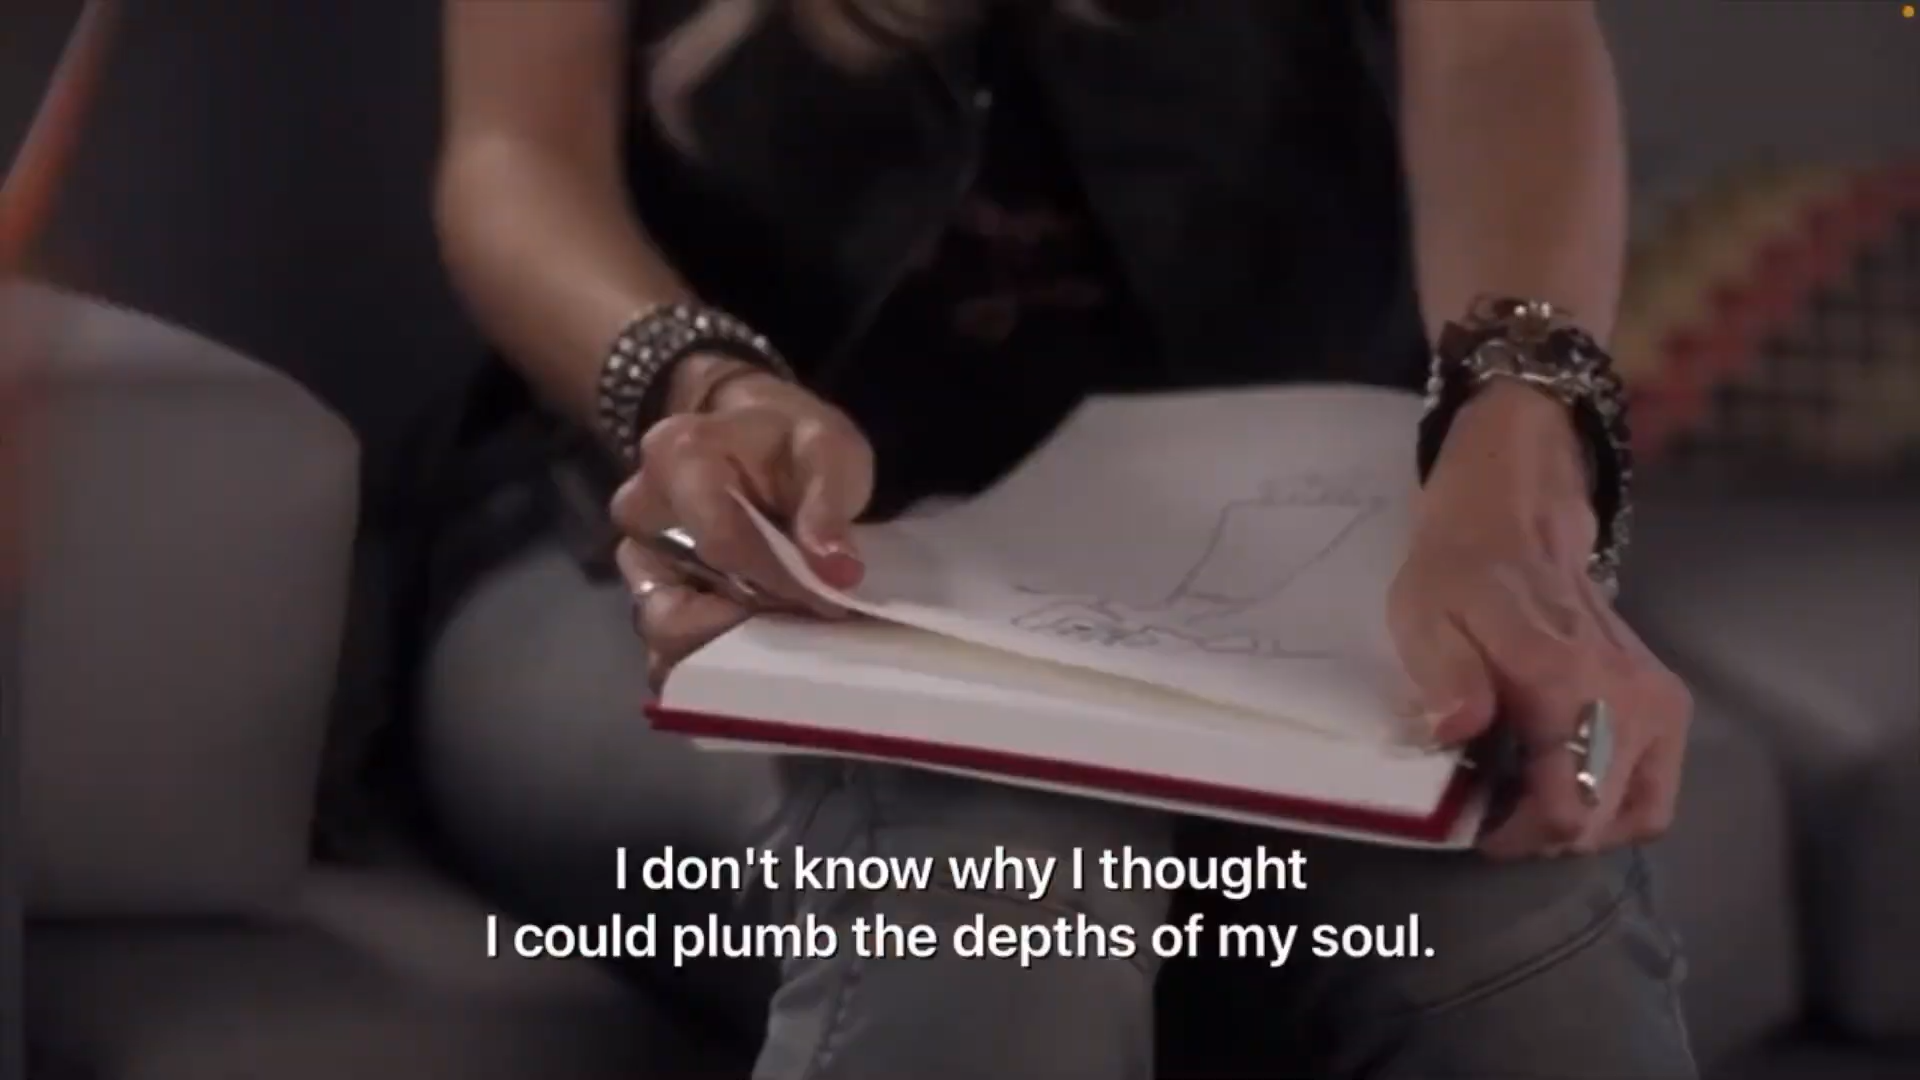 I don't know why I thought
I could plumb the depths of my soul.